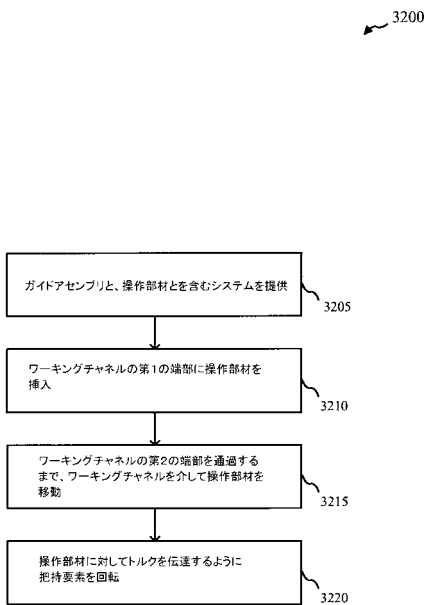 3200
ガイドアセンブリと、操作部材とを含むシステムを提供
3205
ワーキングチャネルの第1の端部に操作部材を
挿入
3210
ワーキングチャネルの第2の端部を通過する
まで、ワーキングチャネルを介して操作部材を
移動
3215
操作部材に対してトルクを伝達するように
把持要素を回転
3220